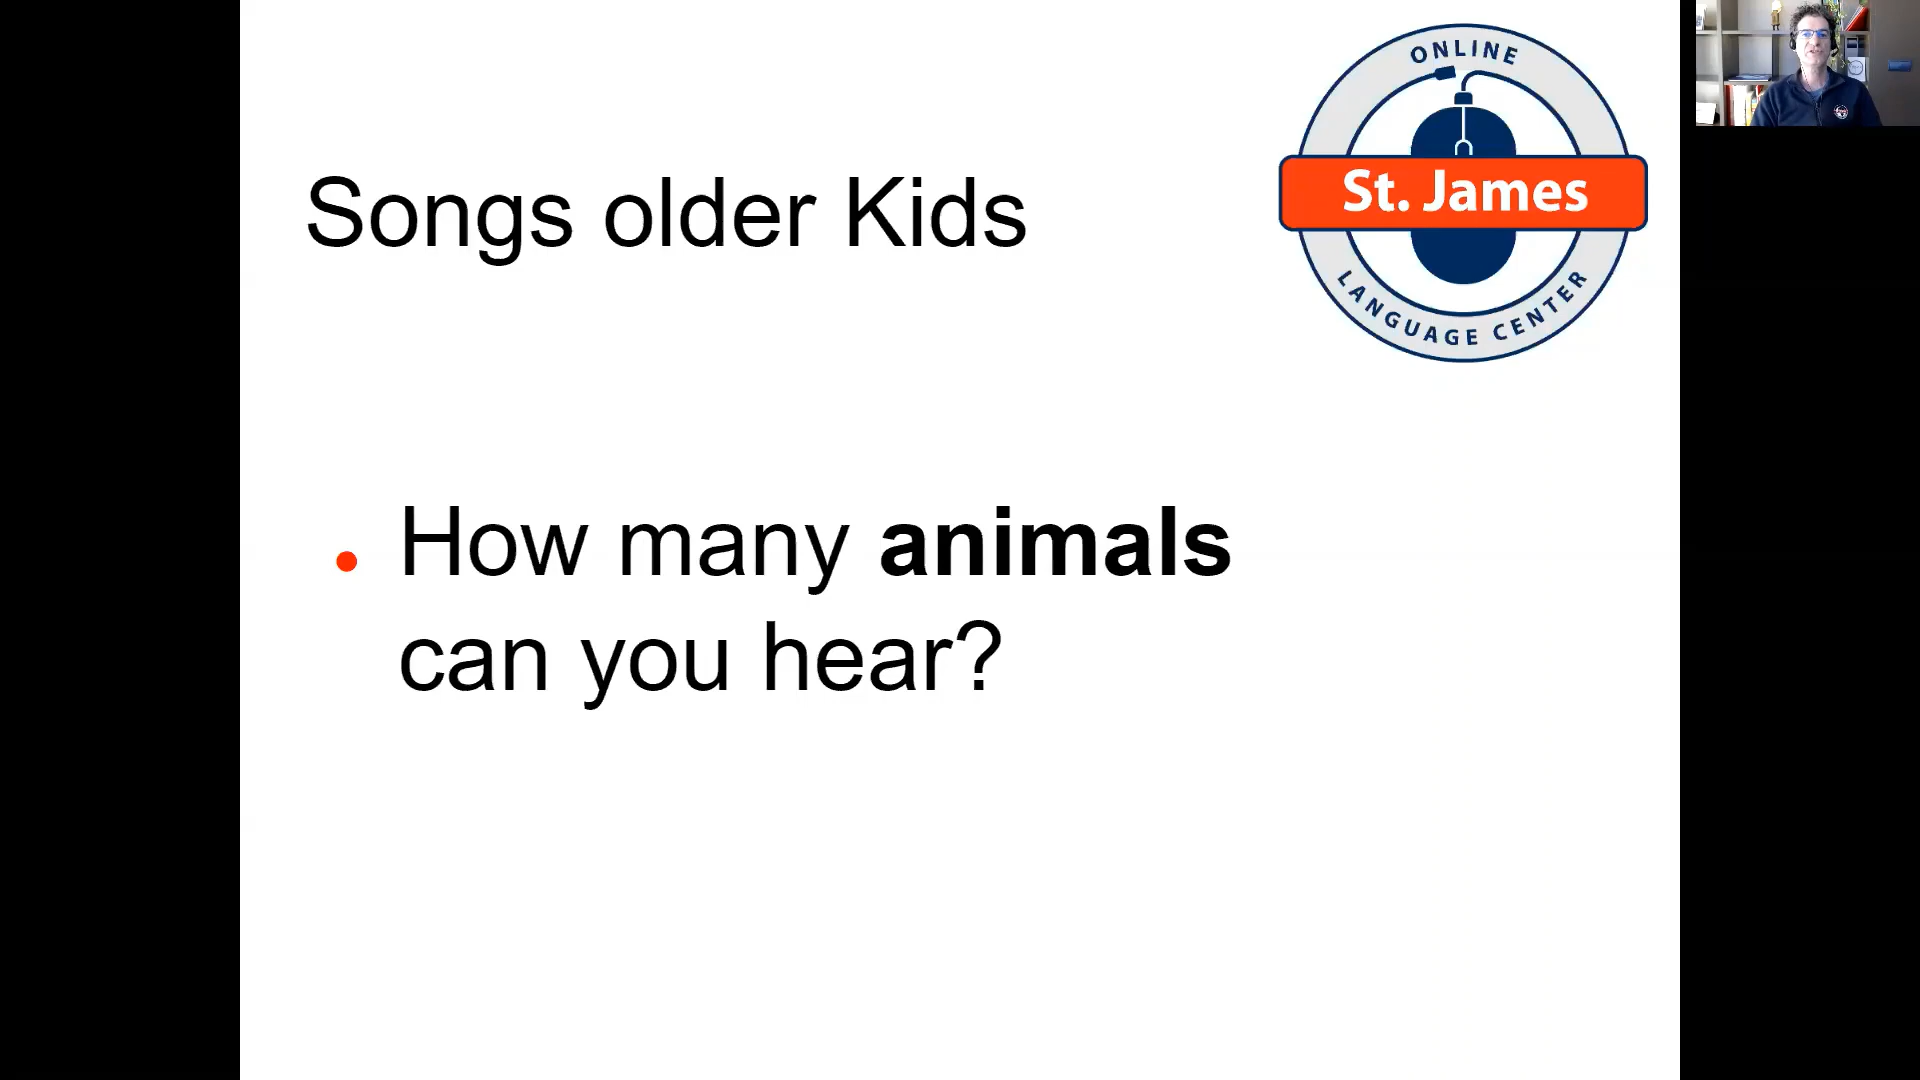 ONLINE
St. James
LANGUAGE CENTER
Songs older Kids
How many animals
can you hear?